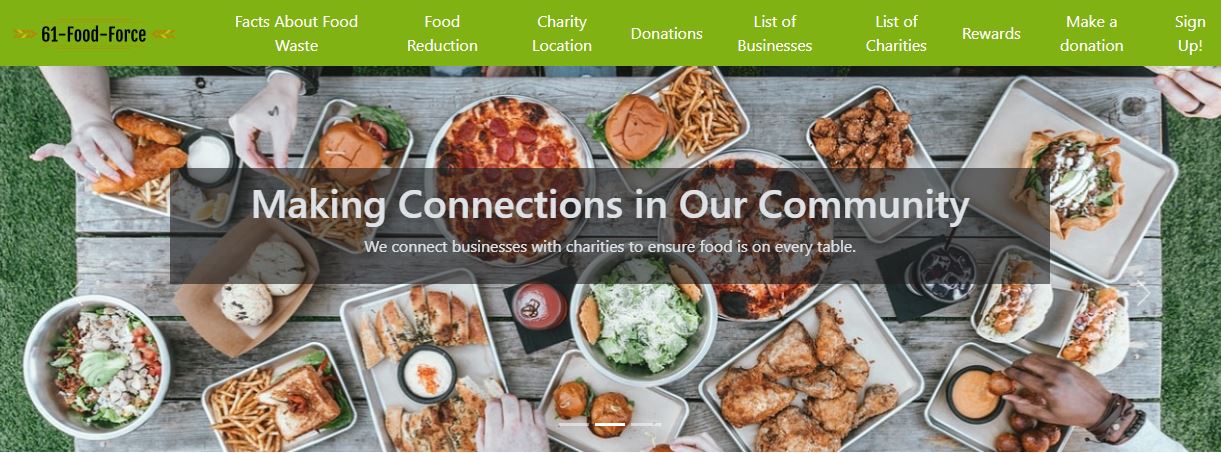 61-Food-Force
Facts About Food
Waste
Food
Reduction
Charity
Location
Donations
List of
Businesses
List of
Charities
Rewards
Make a
donation
Sign
Up!
Making Connections in Our Community
We connect businesses with charities to ensure food is on every table.